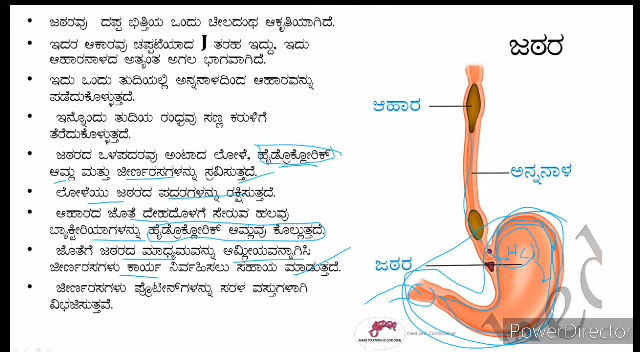 ಜಠರ
• ಜಠರವು ದಪ್ಪ ಭಿತ್ತಿಯ ಒಂದು ಚೀಲದಂಥ ಆಕೃತಿಯಾಗಿದೆ.
• ಇದರ ಆಕಾರವು ಚಪ್ಪಟೆಯಾದ J ತರಹ ಇದ್ದು, ಇದು
ಆಹಾರನಾಳದ ಅತ್ಯಂತ ಅಗಲ ಭಾಗವಾಗಿದೆ.
• ಇದು ಒಂದು ತುದಿಯಲ್ಲಿ ಅನ್ನನಾಳದಿಂದ ಆಹಾರವನ್ನು
ಪಡೆದುಕೊಳ್ಳುತ್ತದೆ.
• ಇನ್ನೊಂದು ತುದಿಯ ರಂಧ್ರವು ಸಣ್ಣ ಕರುಳಿಗೆ
ತೆರೆದುಕೊಳ್ಳುತ್ತದೆ.
• ಜಠರದ ಒಳಪದರವು ಅಂಟಾದ ಲೋಳೆ, ಹೈಡ್ರೊಕ್ಲೋರಿಕ್
ಆಮ್ಲ ಮತ್ತು ಜೀರ್ಣರಸಗಳನ್ನು ಸ್ರವಿಸುತ್ತದೆ.
• ಲೋಳೆಯು ಜಠರದ ಪದರಗಳನ್ನು ರಕ್ಷಿಸುತ್ತದೆ.
• ಆಹಾರದ ಜೊತೆ ದೇಹದೊಳಗೆ ಸೇರುವ ಹಲವು
ಬ್ಯಾಕ್ಟೀರಿಯಾಗಳನ್ನು ಹೈಡ್ರೊಕ್ಲೋರಿಕ್ ಆಮ್ಲವು ಕೊಲ್ಲುತ್ತದೆ.
• ಜೊತೆಗೆ ಜಠರದ ಮಾಧ್ಯಮವನ್ನು ಆಮ್ಲೀಯವನ್ನಾಗಿಸಿ
ಜೀರ್ಣರಸಗಳು ಕಾರ್ಯ ನಿರ್ವಹಿಸಲು ಸಹಾಯ ಮಾಡುತ್ತದೆ.
• ಜೀರ್ಣರಸಗಳು ಪ್ರೊಟೀನ್‌ಗಳನ್ನು ಸರಳ ವಸ್ತುಗಳಾಗಿ
ವಿಭಜಿಸುತ್ತವೆ.
ಆಹಾರ
ಅನ್ನನಾಳ
ಜಠರ
PowerDirector